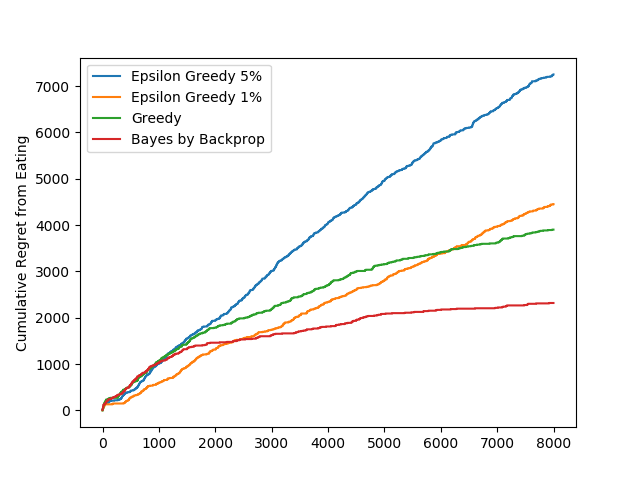 Epsilon Greedy 5%
Epsilon Greedy 1%
Greedy
Bayes by Backprop
Cumulative Regret from Eating
7000
6000
5000
4000
3000
2000
1000
0
0 1000 2000 3000 4000 5000 6000 7000 8000